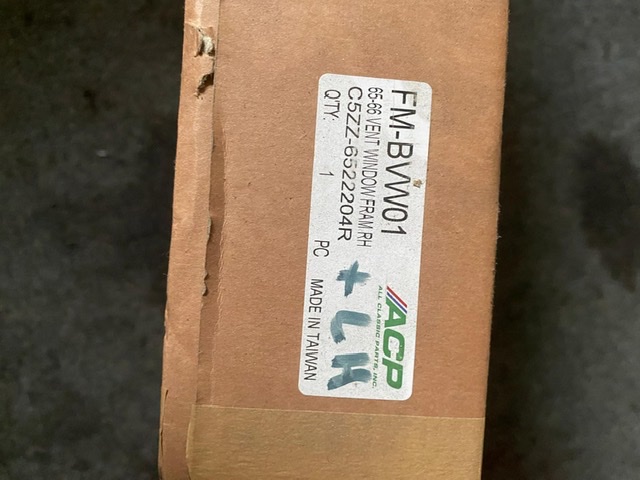 FM-BVW01
65-66 VENT WINDOW FRAM.RH
C5ZZ-6522204R
Q'TY: 1 PC MADE IN TAIWAN
ACP
ALL CLASSIC PARTS, INC.
+ LH